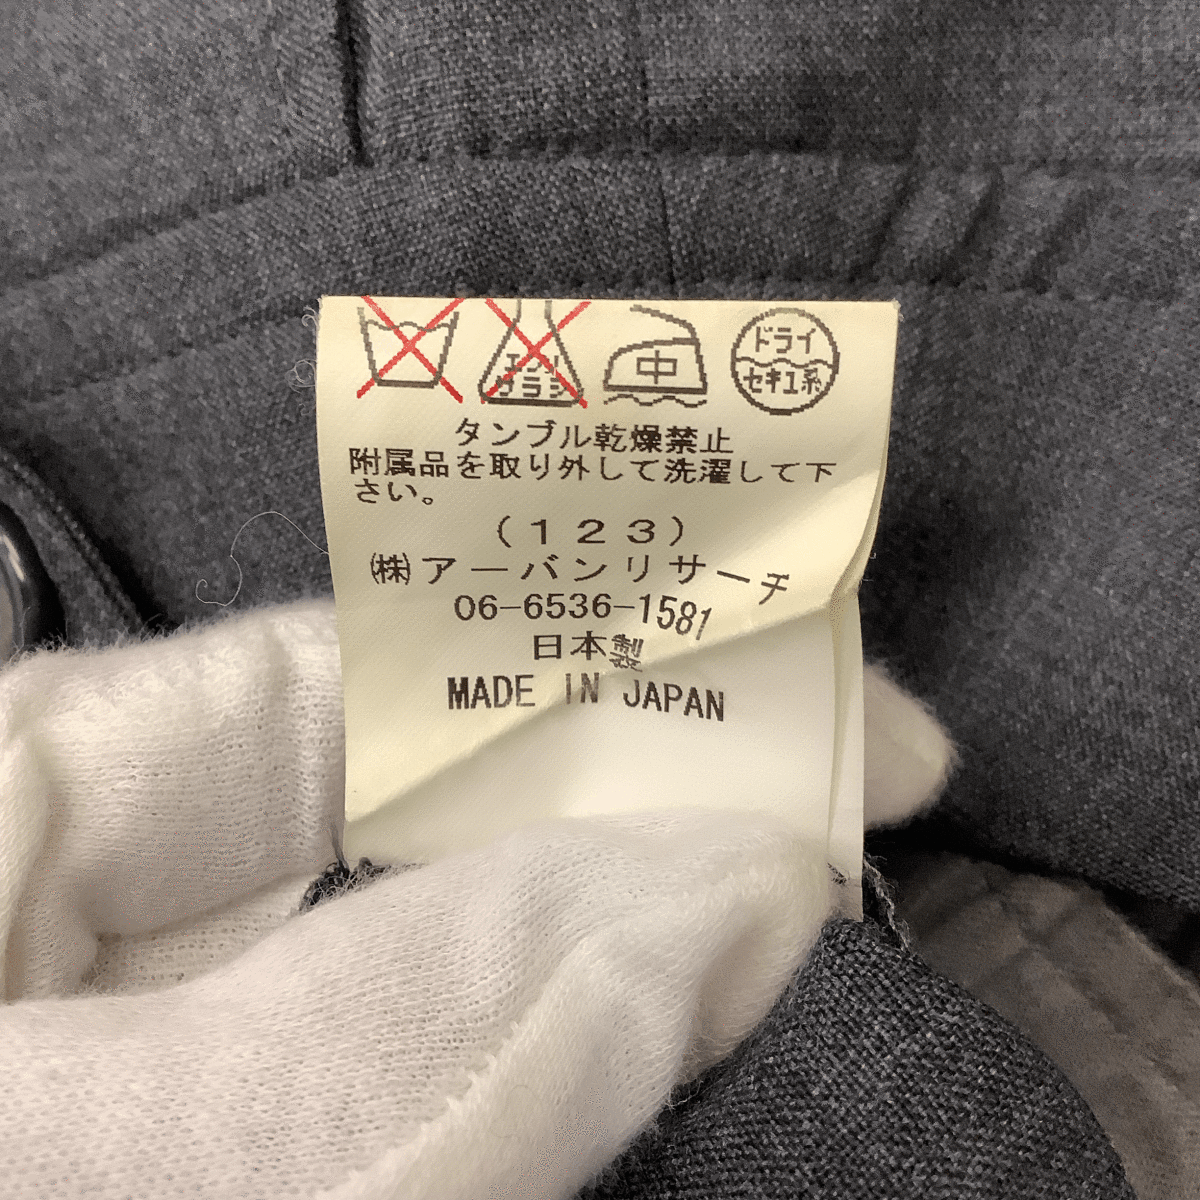 エンソ
サラシ
中
ドライ
セキユ系
タンブル乾燥禁止
附属品を取り外して洗濯して下
さい。
(123)
㈱アーバンリサーチ
06-6536-1581
日本製
MADE IN JAPAN